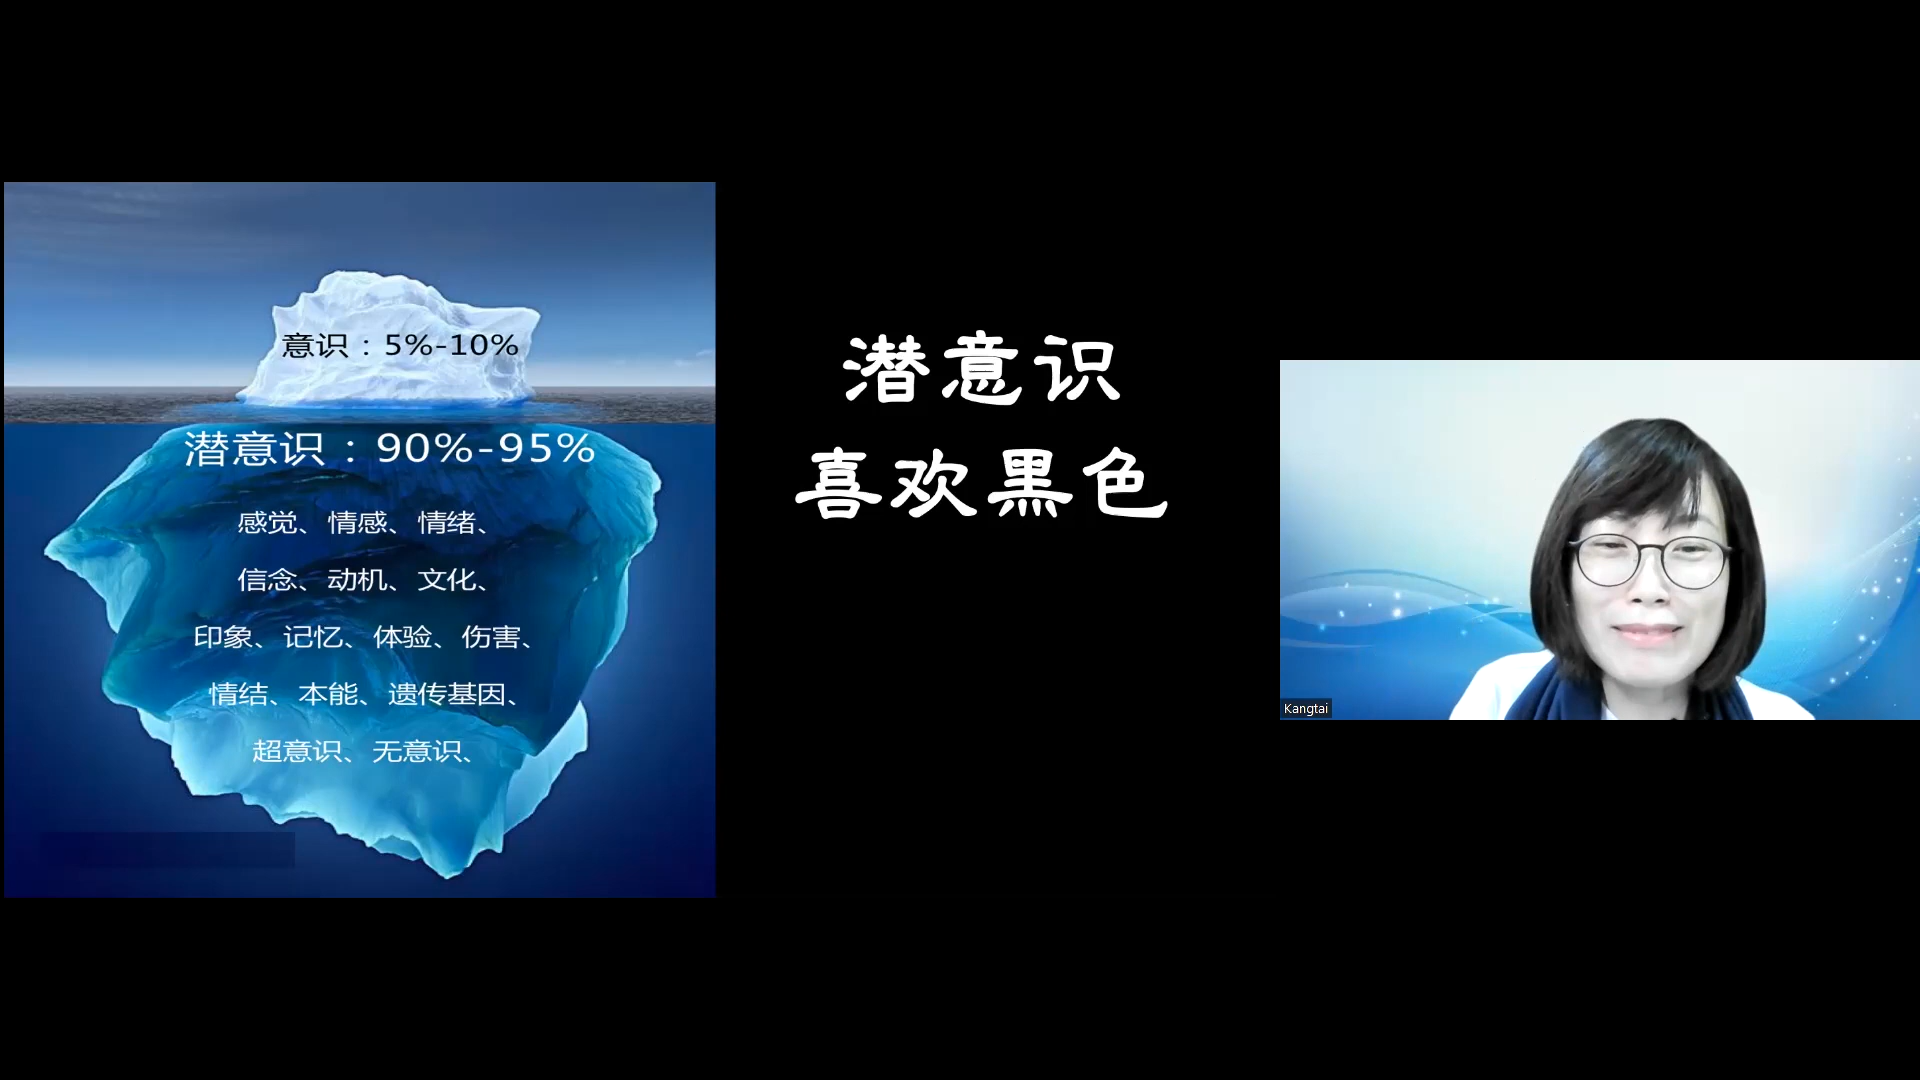 意识：5%-10%
潜意识：90%-95%
感觉、情感、情绪、
信念、动机、文化、
印象、记忆、体验、伤害、
情结、本能、遗传基因、
超意识、无意识、
潜意识
喜欢黑色
Kangtai